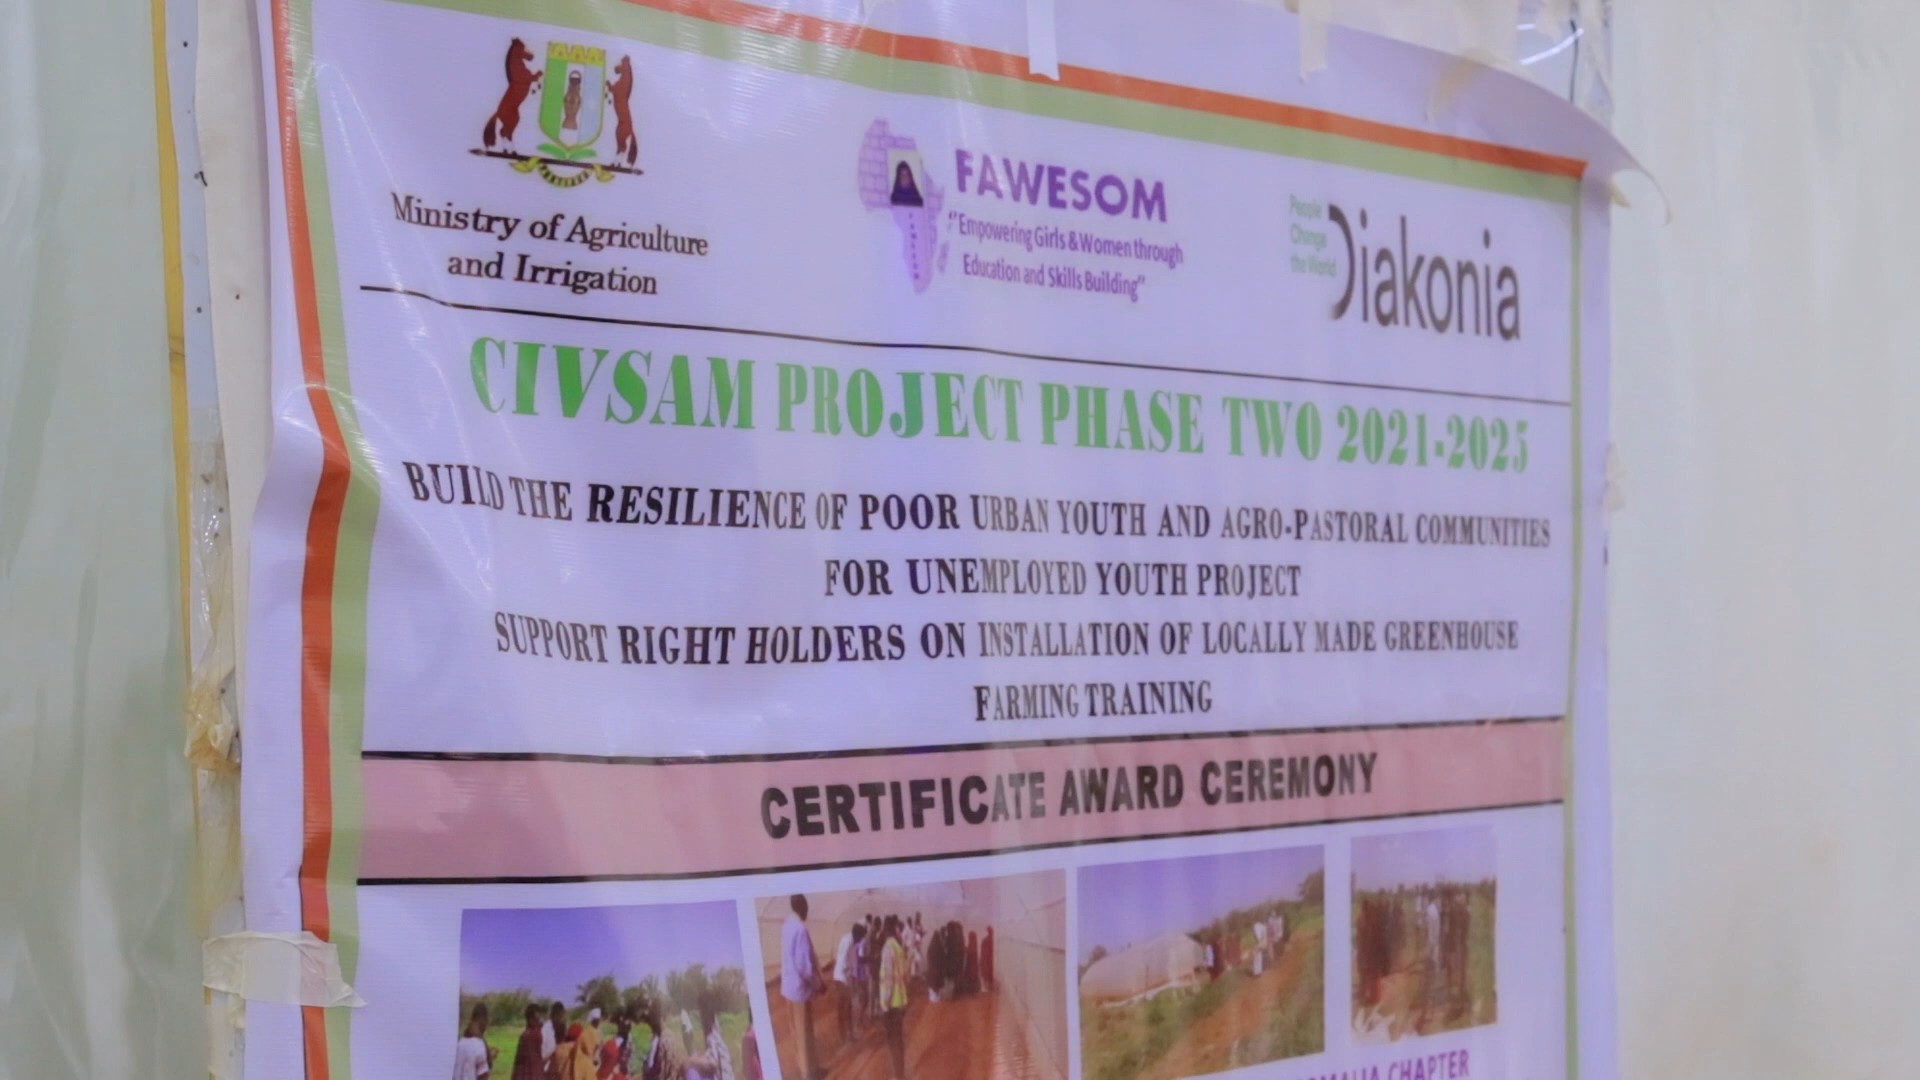 Ministry of Agriculture
and Irrigation
FAWESOM
"Empowering Girls & Women through
Education and Skills Building"
People
Change
the World
Diakonia
CIVSAM PROJECT PHASE TWO 2021-2025
BUILD THE RESILIENCE OF POOR URBAN YOUTH AND AGRO-PASTORAL COMMUNITIES
FOR UNEMPLOYED YOUTH PROJECT
SUPPORT RIGHT HOLDERS ON INSTALLATION OF LOCALLY MADE GREENHOUSE
FARMING TRAINING
CERTIFICATE AWARD CEREMONY
CHAPTER